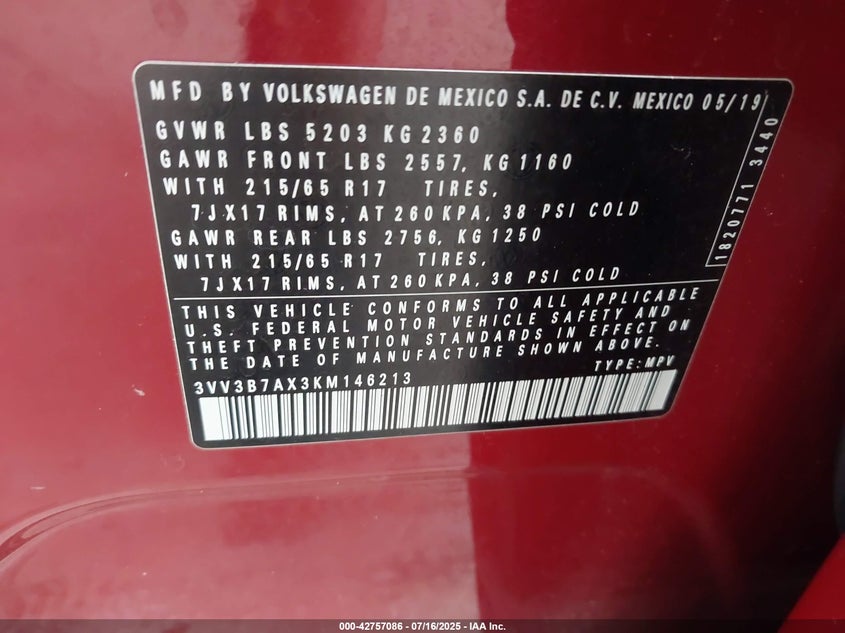 MFD BY VOLKSWAGEN DE MEXICO S.A. DE C.V. MEXICO 05/19
GVWR LBS 5203 KG 2360
GAWR FRONT LBS 2557, KG 1160
WITH 215/65 R17 TIRES,
7JX17 RIMS, AT 260 KPA, 38 PSI COLD
GAWR REAR LBS 2756, KG 1250
WITH 215/65 R17 TIRES,
7JX17 RIMS, AT 260 KPA, 38 PSI COLD
1820771 3440
THIS VEHICLE CONFORMS TO ALL APPLICABLE
U.S. FEDERAL MOTOR VEHICLE SAFETY AND
THEFT PREVENTION STANDARDS IN EFFECT ON
THE DATE OF MANUFACTURE SHOWN ABOVE.
TYPE: MPV
3VV3B7AX3KM146213
000-42757086 - 07/16/2025 - IAA Inc.